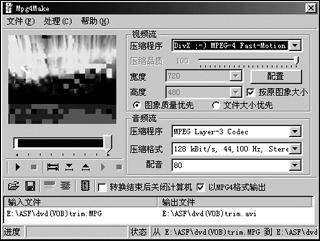 Mpg4Make
文件(F) 处理(C) 帮助(H)
视频流
压缩程序 DivX ;-) MPEG-4 Fast-Motion
压缩品质 100
宽度 720 配置
高度 480 按原图象大小
图象质量优先 文件大小优先
音频流
压缩程序 MPEG Layer-3 Codec
压缩格式 128 kBit/s, 44,100 Hz, Stere
配音 80
转换结束后关闭计算机 以MPG4格式输出
输入文件 输出文件
E:\ASF\dvd(VOB)trim.MPG E:\ASF\dvd(VOB)trim.avi
进度 状态 从 E:\ASF\dvd(VOB)trim.MPG 到 E:\ASF\dvd